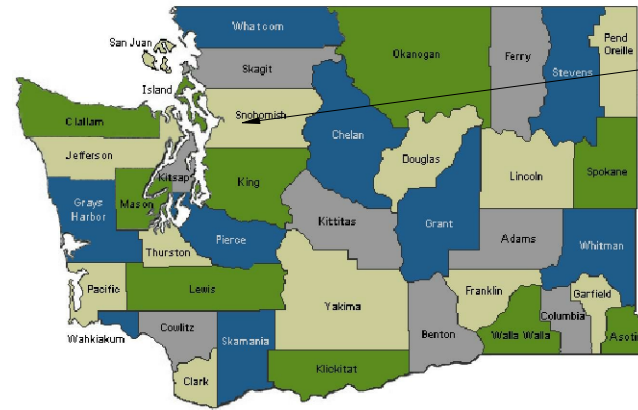 Whatcom
San Juan
Skagit
Island
Okanogan
Ferry
Stevens
Pend
Oreille
Snohomish
Clallam
Chelan
Jefferson
Kitsap
Douglas
Lincoln
Spokane
King
Mason
Grays
Harbor
Kittitas
Grant
Adams
Whitman
Pierce
Thurston
Pacific
Lewis
Yakima
Franklin
Garfield
Columbia
Wahkiakum
Cowlitz
Skamania
Benton
Walla Walla
Asotin
Klickitat
Clark